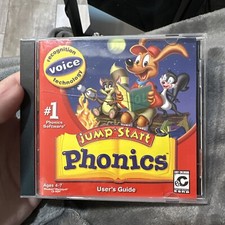 recognition
voice
technology
#1
Phonics
Software!
Jump Start
Phonics
Ages 4-7
User's Guide